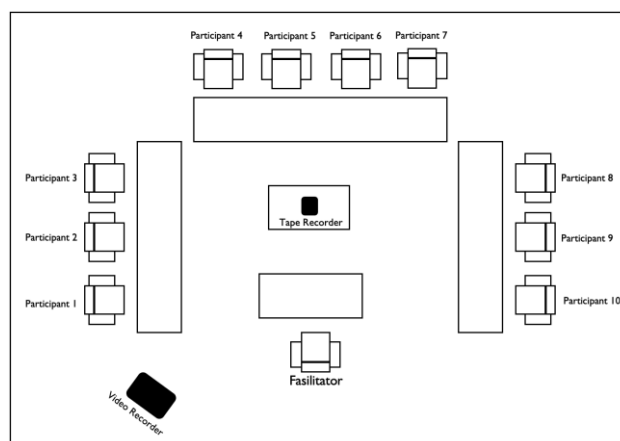 Participant 4
Participant 5
Participant 6
Participant 7
Participant 3
Participant 8
Tape Recorder
Participant 2
Participant 9
Participant 1
Participant 10
Fasilitator
Video Recorder